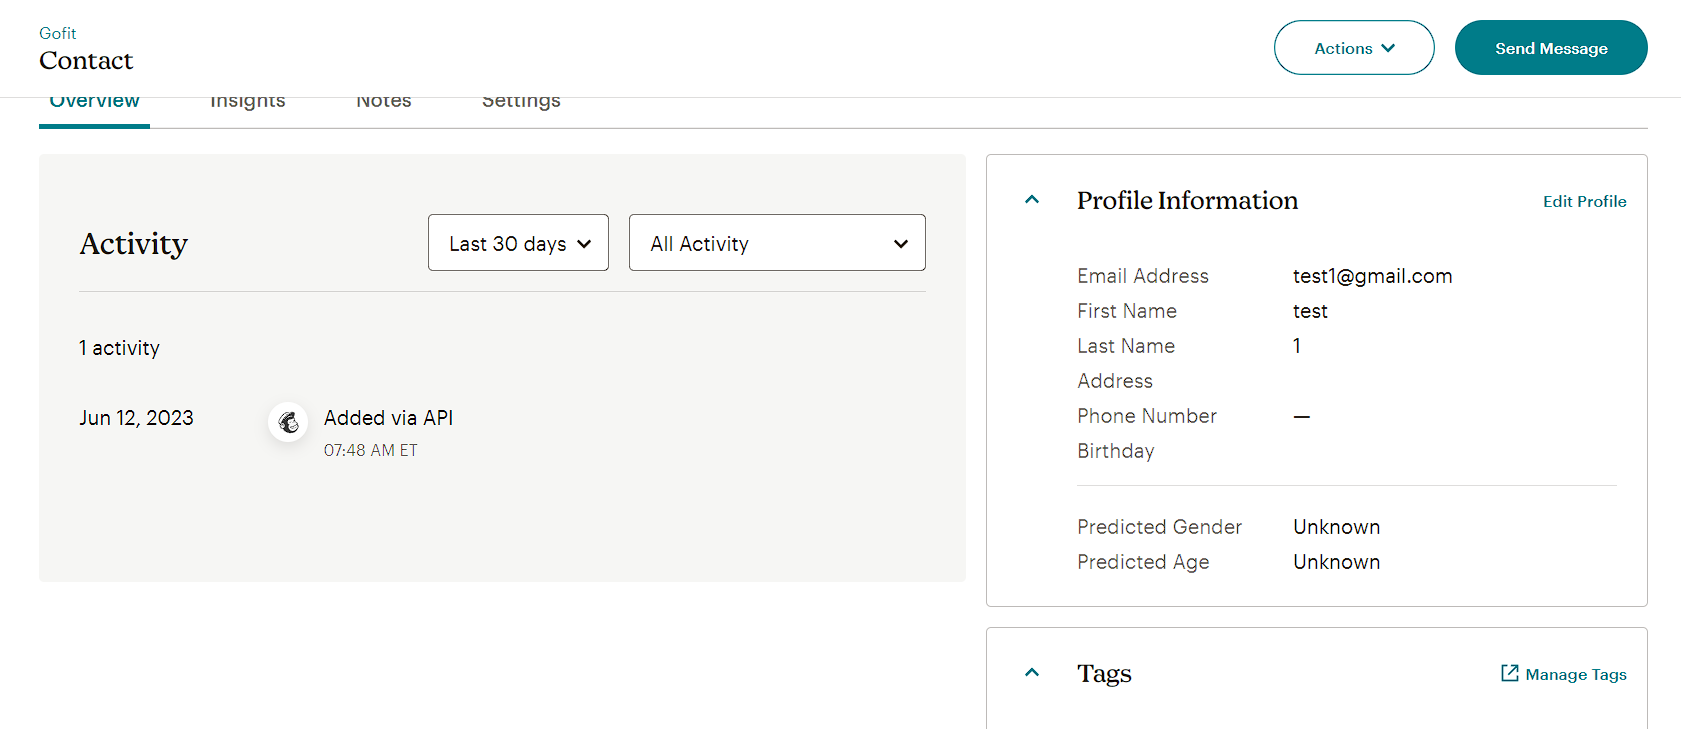 Gofit
Contact
Actions
Send Message
Overview
Insights
Notes
Settings
Activity
Last 30 days
All Activity
1 activity
Jun 12, 2023
Added via API
07:48 AM ET
Profile Information
Edit Profile
Email Address test1@gmail.com
First Name test
Last Name 1
Address
Phone Number —
Birthday
Predicted Gender Unknown
Predicted Age Unknown
Tags
Manage Tags